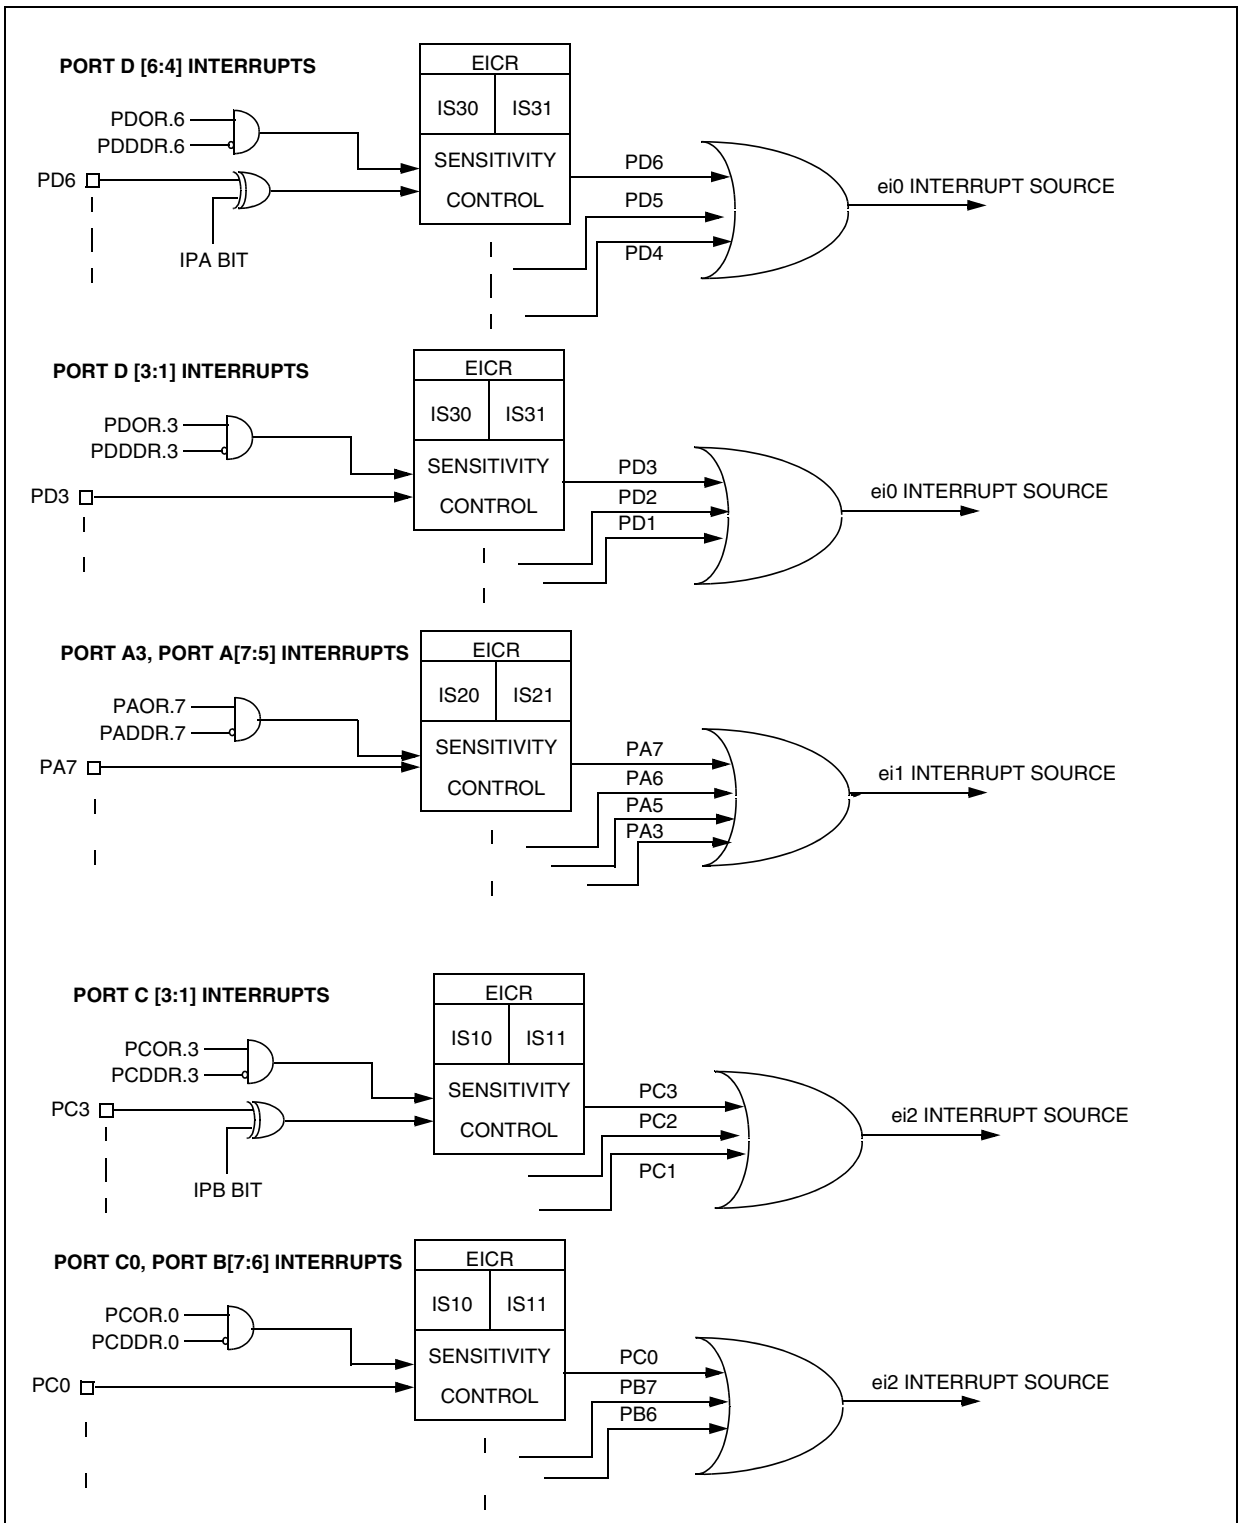 PORT D [6:4] INTERRUPTS
EICR
IS30 IS31
PDOR.6
PDDDR.6
SENSITIVITY
CONTROL
PD6
IPA BIT
PD6
PD5
PD4
ei0 INTERRUPT SOURCE
PORT D [3:1] INTERRUPTS
EICR
IS30 IS31
PDOR.3
PDDDR.3
SENSITIVITY
CONTROL
PD3
PD3
PD2
PD1
ei0 INTERRUPT SOURCE
PORT A3, PORT A[7:5] INTERRUPTS
EICR
IS20 IS21
PAOR.7
PADDR.7
SENSITIVITY
CONTROL
PA7
PA7
PA6
PA5
PA3
ei1 INTERRUPT SOURCE
PORT C [3:1] INTERRUPTS
EICR
IS10 IS11
PCOR.3
PCDDR.3
SENSITIVITY
CONTROL
PC3
IPB BIT
PC3
PC2
PC1
ei2 INTERRUPT SOURCE
PORT C0, PORT B[7:6] INTERRUPTS
EICR
IS10 IS11
PCOR.0
PCDDR.0
SENSITIVITY
CONTROL
PC0
PC0
PB7
PB6
ei2 INTERRUPT SOURCE